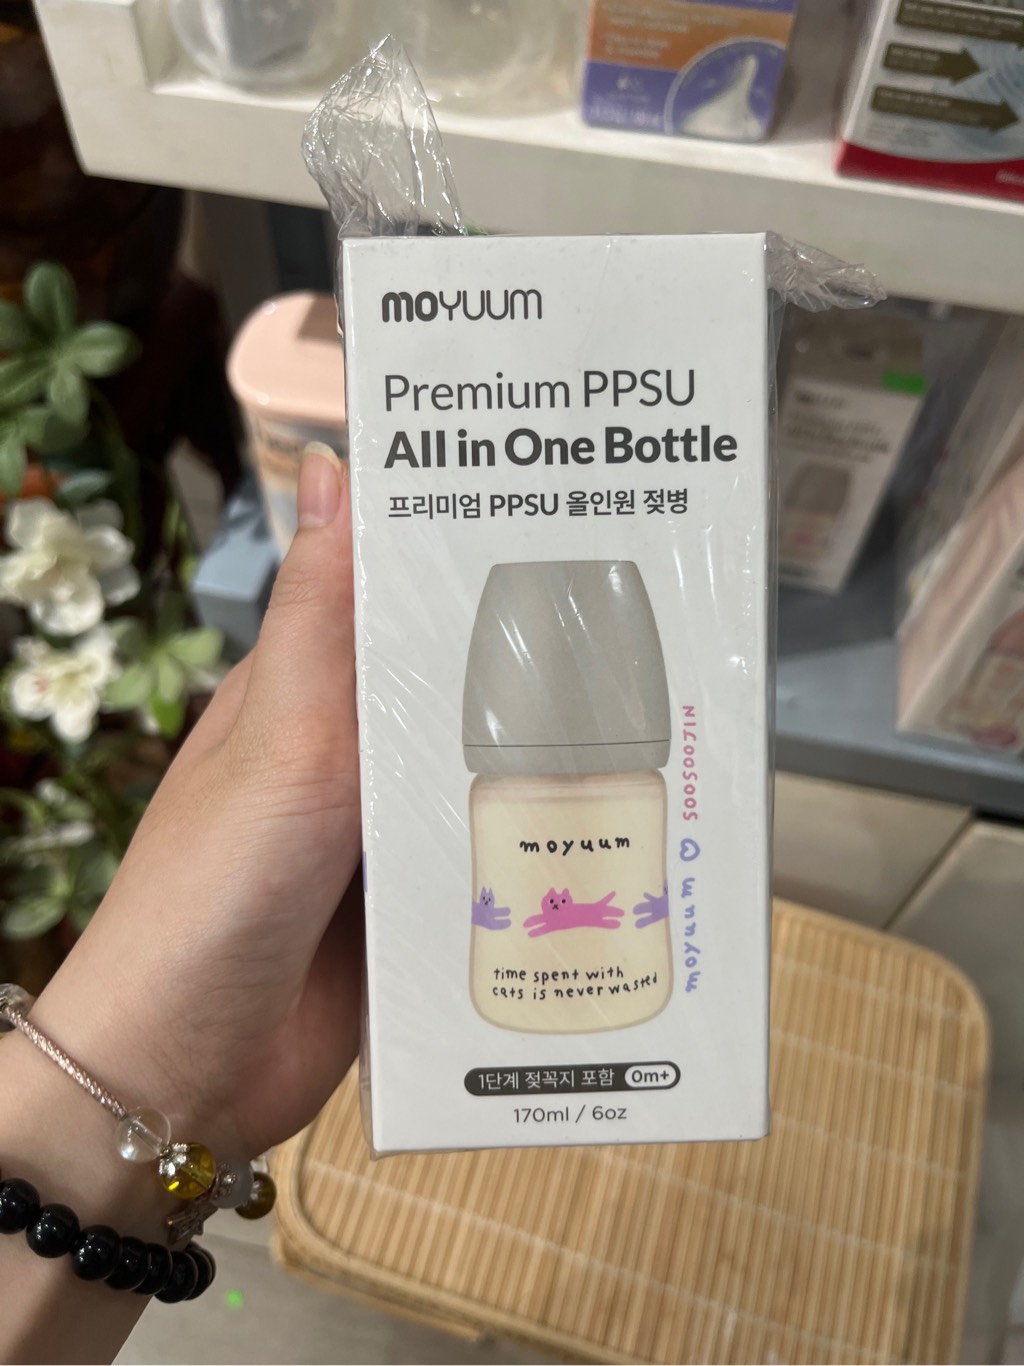 moyuum
Premium PPSU
All in One Bottle
프리미엄 PPSU 올인원 젖병
moyuum
time spent with
cats is never wasted
moyuum ♡ SOOSOOJIN
1단계 젖꼭지 포함 0m+
170ml / 6oz